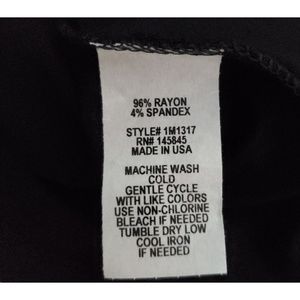 96% RAYON
4% SPANDEX
STYLE# 1M1317
RN# 145845
MADE IN USA
MACHINE WASH
COLD
GENTLE CYCLE
WITH LIKE COLORS
USE NON-CHLORINE
BLEACH IF NEEDED
TUMBLE DRY LOW
COOL IRON
IF NEEDED